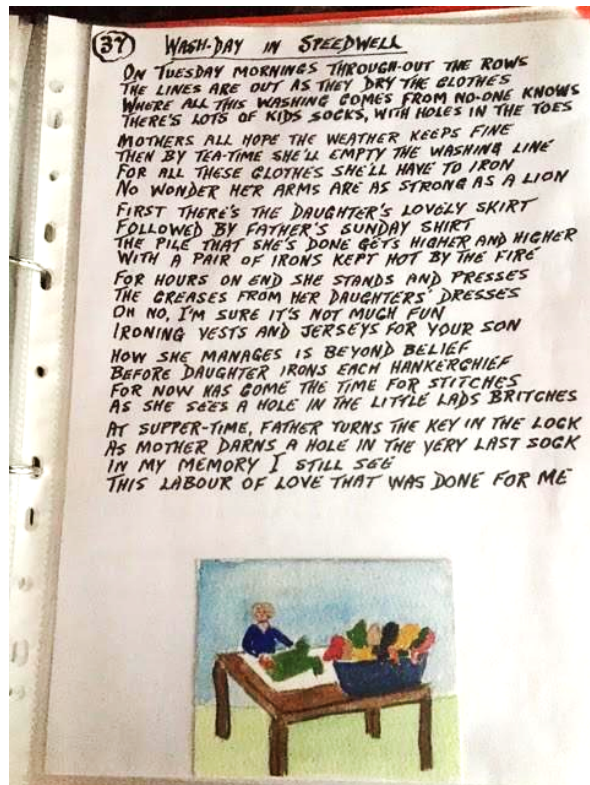 37 WASH-DAY IN SPEEDWELL
ON TUESDAY MORNINGS THROUGH-OUT THE ROWS
THE LINES ARE OUT AS THEY DRY THE CLOTHES
WHERE ALL THIS WASHING COMES FROM NO-ONE KNOWS
THERE'S LOTS OF KIDS SOCKS, WITH HOLES IN THE TOES
MOTHERS ALL HOPE THE WEATHER KEEPS FINE
THEN BY TEA-TIME SHE'LL EMPTY THE WASHING LINE
FOR ALL THESE CLOTHES SHE'LL HAVE TO IRON
NO WONDER HER ARMS ARE AS STRONG AS A LION
FIRST THERE'S THE DAUGHTER'S LOVELY SKIRT
FOLLOWED BY FATHER'S SUNDAY SHIRT
THE PILE THAT SHE'S DONE GETS HIGHER AND HIGHER
WITH A PAIR OF IRONS KEPT HOT BY THE FIRE
FOR HOURS ON END SHE STANDS AND PRESSES
THE CREASES FROM HER DAUGHTERS' DRESSES
OH NO, I'M SURE IT'S NOT MUCH FUN
IRONING VESTS AND JERSEYS FOR YOUR SON
HOW SHE MANAGES IS BEYOND BELIEF
BEFORE DAUGHTER IRONS EACH HANKERCHIEF
FOR NOW HAS COME THE TIME FOR STITCHES
AS SHE SEES A HOLE IN THE LITTLE LADS BRITCHES
AT SUPPER-TIME, FATHER TURNS THE KEY IN THE LOCK
AS MOTHER DARNS A HOLE IN THE VERY LAST SOCK
IN MY MEMORY I STILL SEE
THIS LABOUR OF LOVE THAT WAS DONE FOR ME